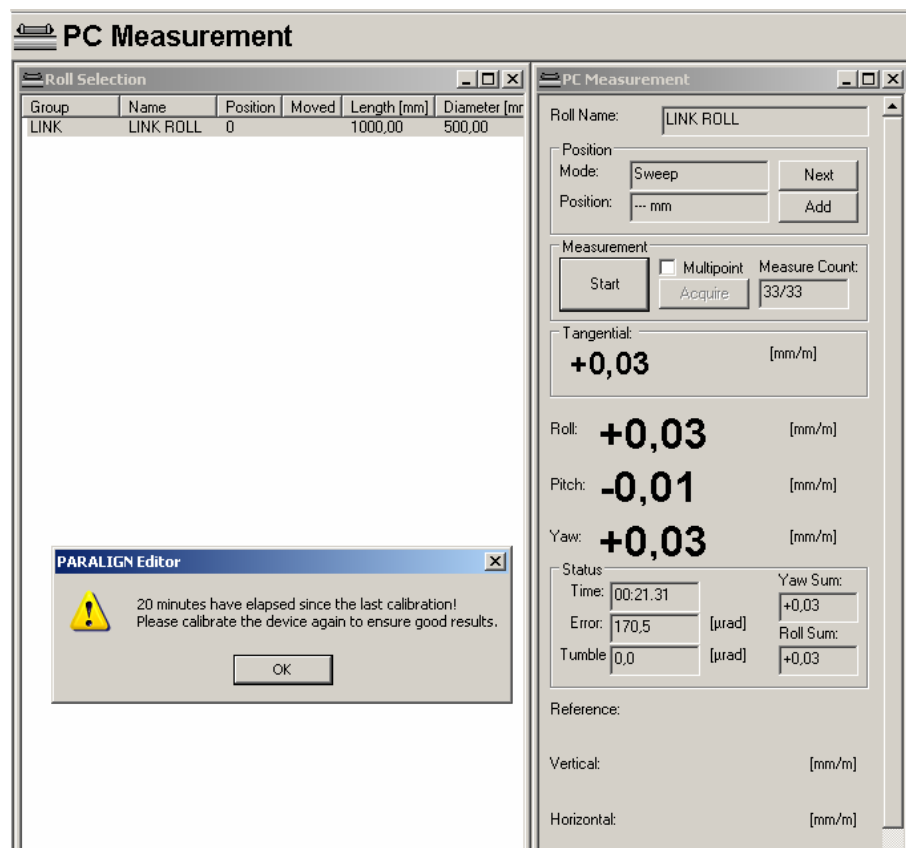 PC Measurement
Roll Selection
Group Name Position Moved Length [mm] Diameter [mr
LINK LINK ROLL 0 1000,00 500,00
PARALIGN Editor
20 minutes have elapsed since the last calibration!
Please calibrate the device again to ensure good results.
OK
PC Measurement
Roll Name: LINK ROLL
Position
Mode: Sweep Next
Position: --- mm Add
Measurement
Start Multipoint Measure Count:
Acquire 33/33
Tangential:
+0,03 [mm/m]
Roll: +0,03 [mm/m]
Pitch: -0,01 [mm/m]
Yaw: +0,03 [mm/m]
Status
Time: 00:21.31 Yaw Sum:
+0,03
Error: 170,5 [µrad] Roll Sum:
Tumble 0,0 [µrad] +0,03
Reference:
Vertical: [mm/m]
Horizontal: [mm/m]